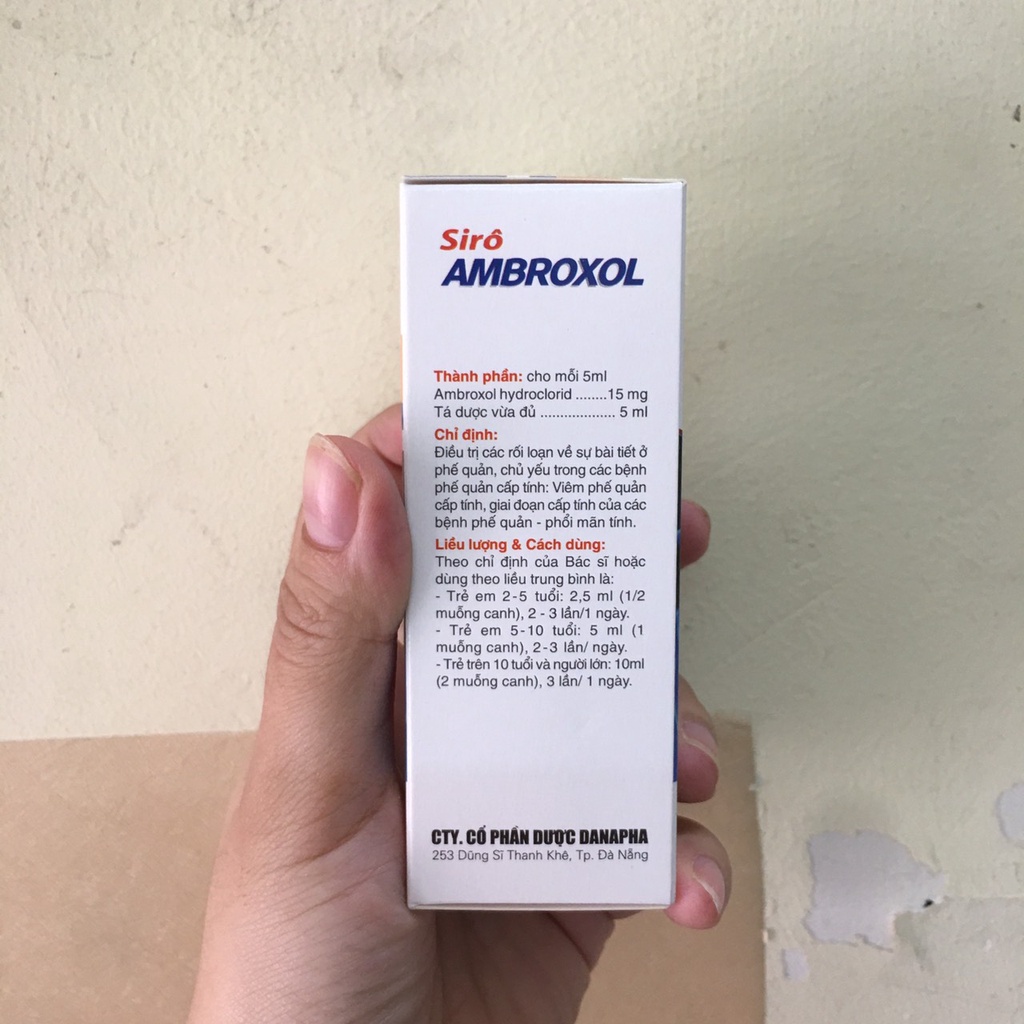 Sirô
AMBROXOL
Thành phần: cho mỗi 5ml
Ambroxol hydroclorid ........15 mg
Tá dược vừa đủ ................... 5 ml
Chỉ định:
Điều trị các rối loạn về sự bài tiết ở
phế quản, chủ yếu trong các bệnh
phế quản cấp tính: Viêm phế quản
cấp tính, giai đoạn cấp tính của các
bệnh phế quản - phổi mãn tính.
Liều lượng & Cách dùng:
Theo chỉ định của Bác sĩ hoặc
dùng theo liều trung bình là:
- Trẻ em 2-5 tuổi: 2,5 ml (1/2
muỗng canh), 2 - 3 lần/1 ngày.
- Trẻ em 5-10 tuổi: 5 ml (1
muỗng canh), 2-3 lần/ ngày.
- Trẻ trên 10 tuổi và người lớn: 10ml
(2 muỗng canh), 3 lần/ 1 ngày.
CTY. CỔ PHẦN DƯỢC DANAPHA
253 Dũng Sĩ Thanh Khê, Tp. Đà Nẵng